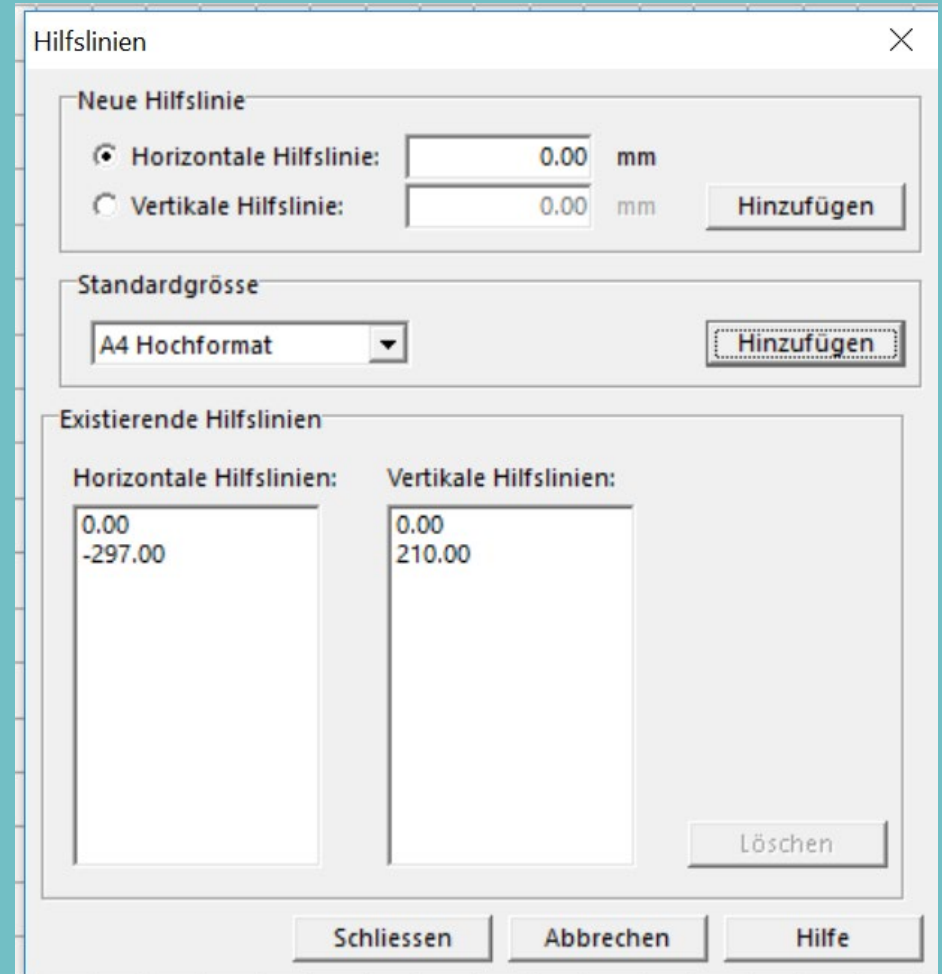 Hilfslinien
Neue Hilfslinie
Horizontale Hilfslinie: 0.00 mm
Vertikale Hilfslinie: 0.00 mm Hinzufügen
Standardgrösse
A4 Hochformat Hinzufügen
Existierende Hilfslinien
Horizontale Hilfslinien: Vertikale Hilfslinien:
0.00 0.00
-297.00 210.00
Löschen
Schliessen Abbrechen Hilfe